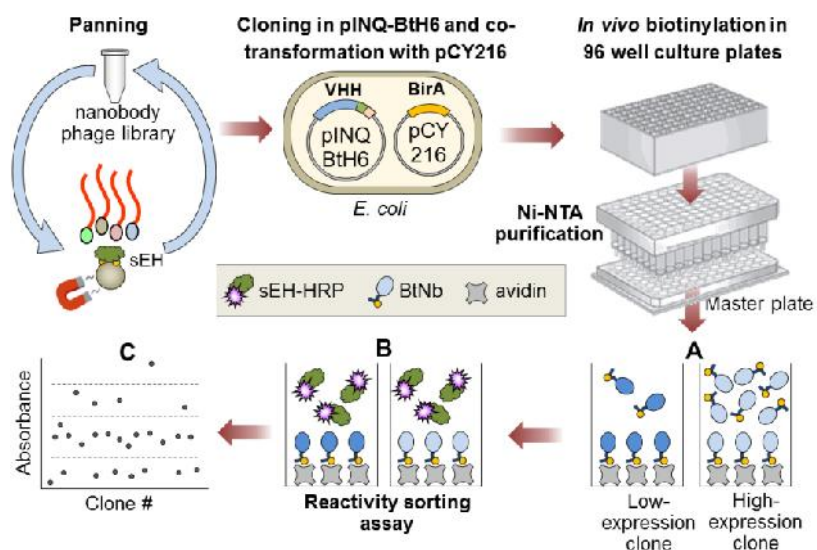 Panning
nanobody
phage library
sEH
Cloning in pINQ-BtH6 and co-
transformation with pCY216
VHH
BirA
pINQ
BtH6
pCY
216
E. coli
In vivo biotinylation in
96 well culture plates
Ni-NTA
purification
Master plate
sEH-HRP
BtNb
avidin
A
Low-
expression
clone
High-
expression
clone
B
Reactivity sorting
assay
C
Absorbance
Clone #